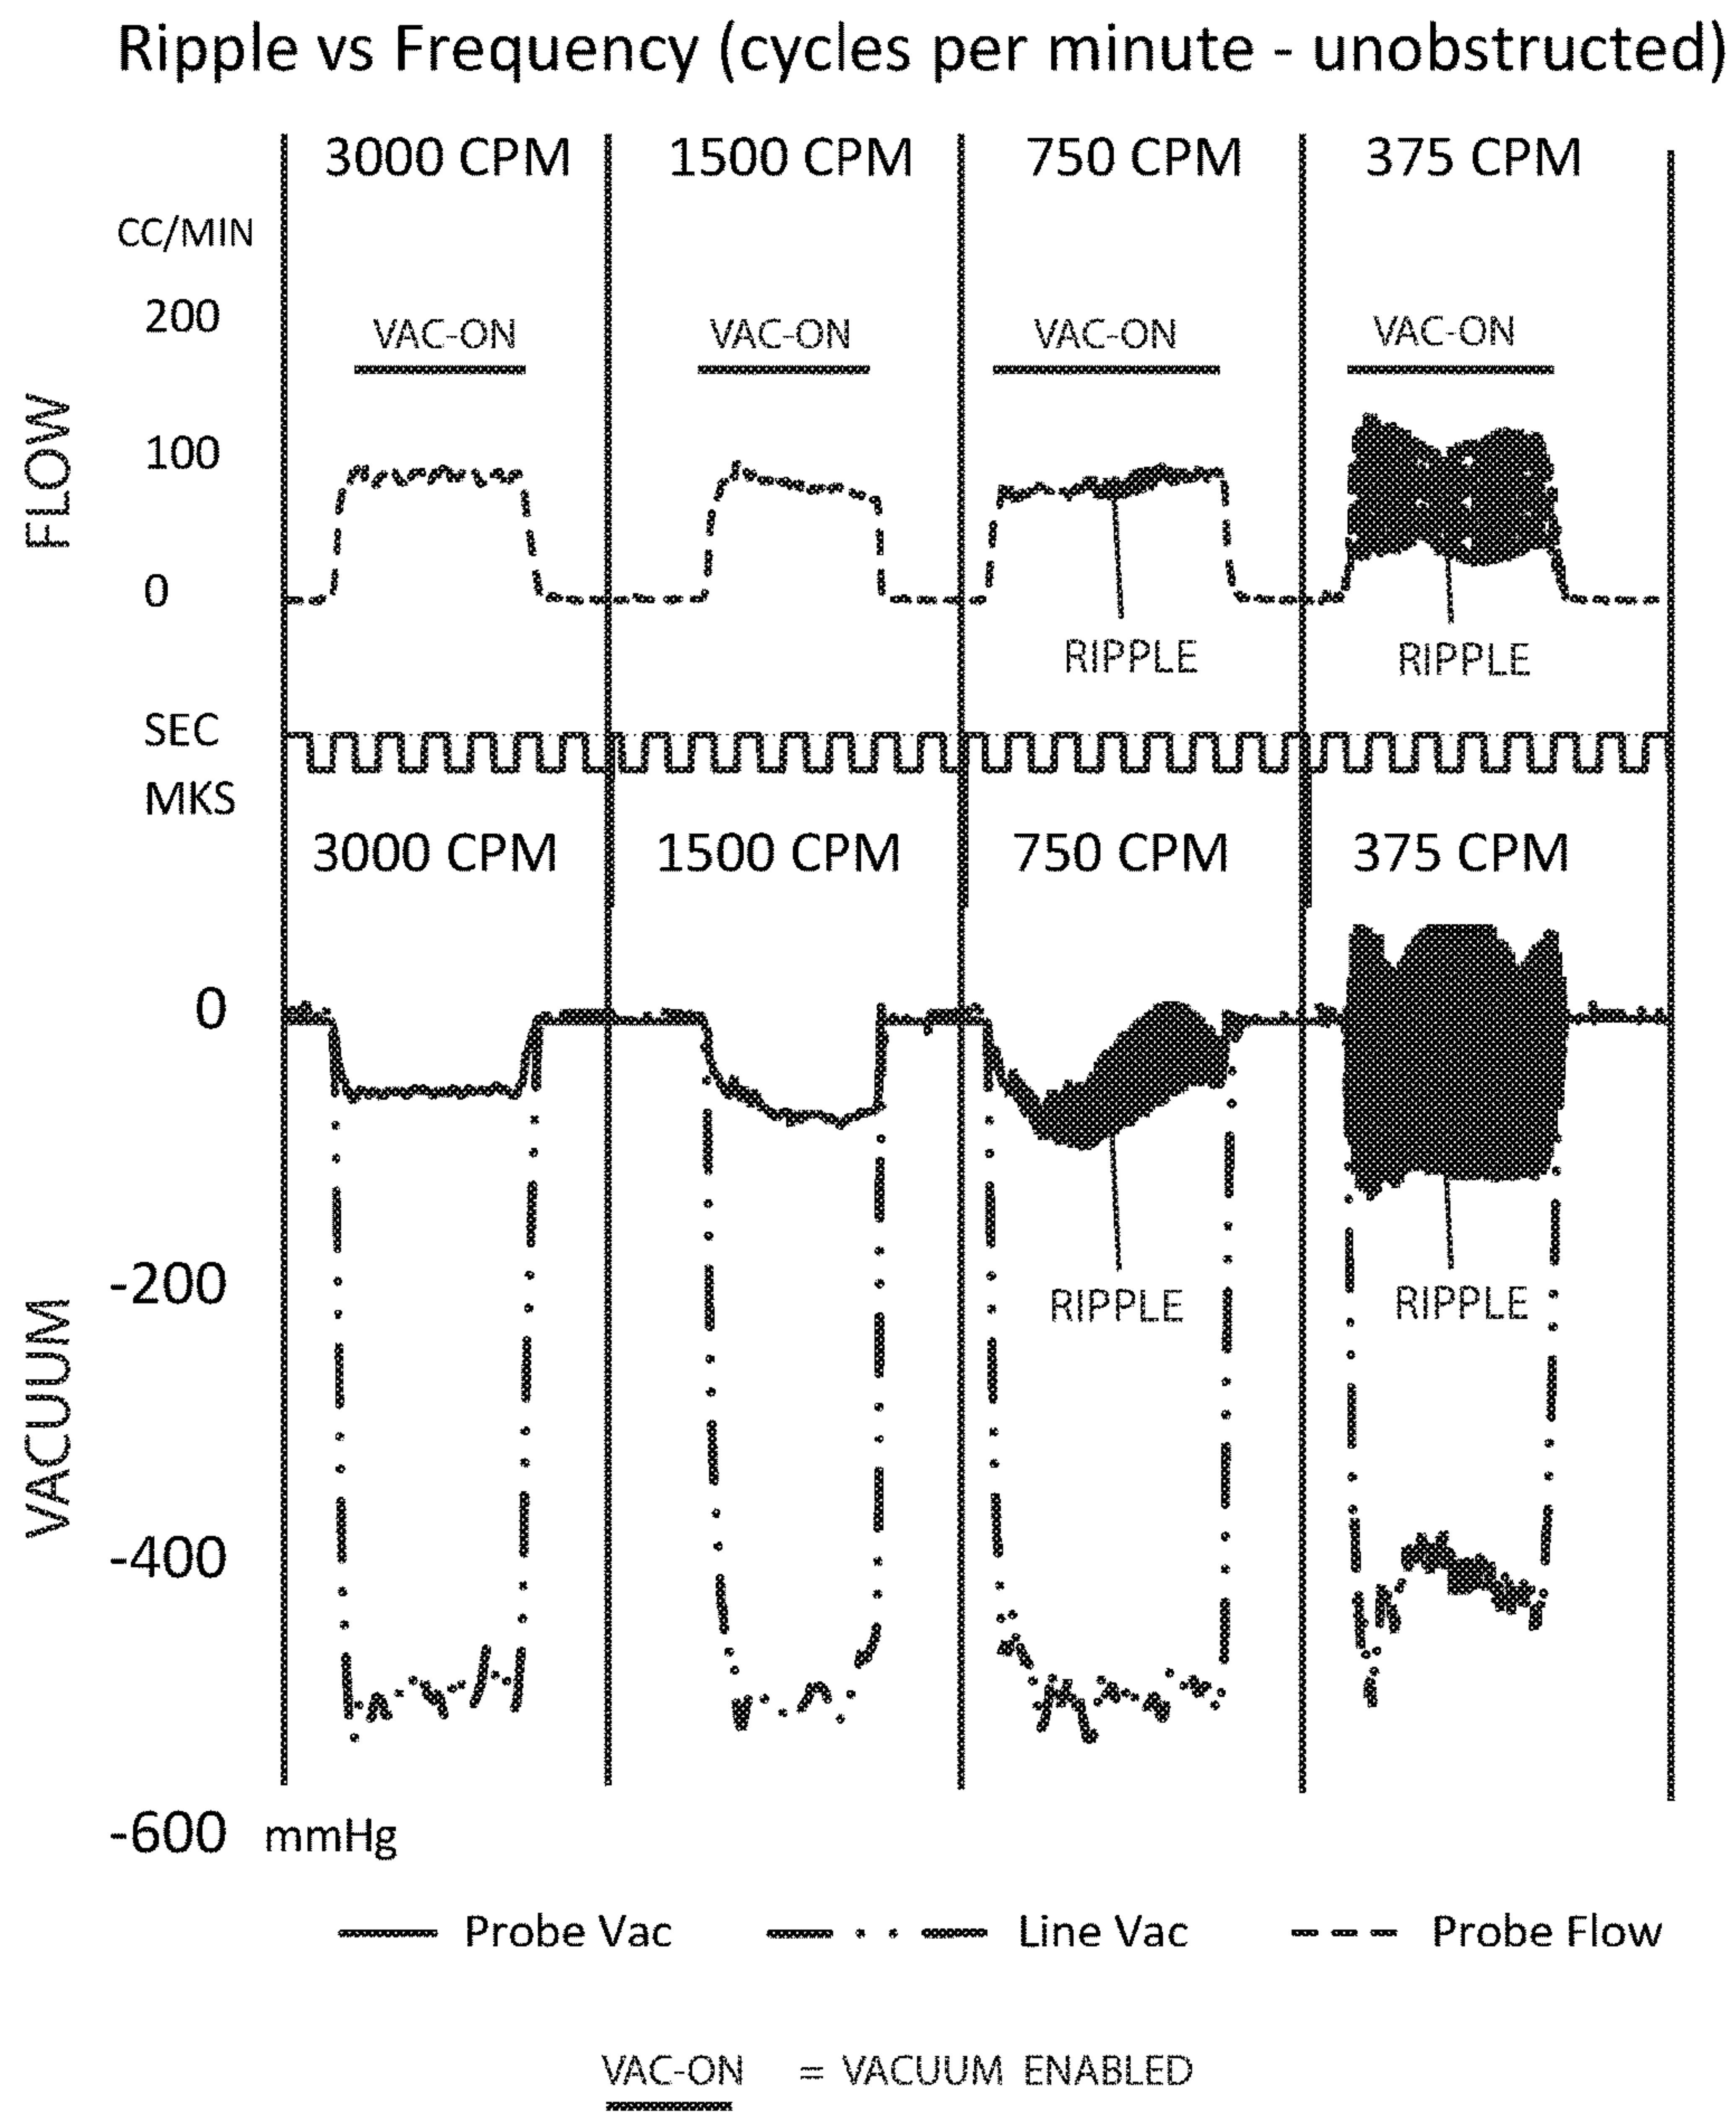 Ripple vs Frequency (cycles per minute - unobstructed)
3000 CPM 1500 CPM 750 CPM 375 CPM
CC/MIN
200
VAC-ON VAC-ON VAC-ON VAC-ON
FLOW
100
0
RIPPLE RIPPLE
SEC
MKS
3000 CPM 1500 CPM 750 CPM 375 CPM
0
-200
RIPPLE RIPPLE
VACUUM
-400
-600 mmHg
Probe Vac Line Vac Probe Flow
VAC-ON = VACUUM ENABLED